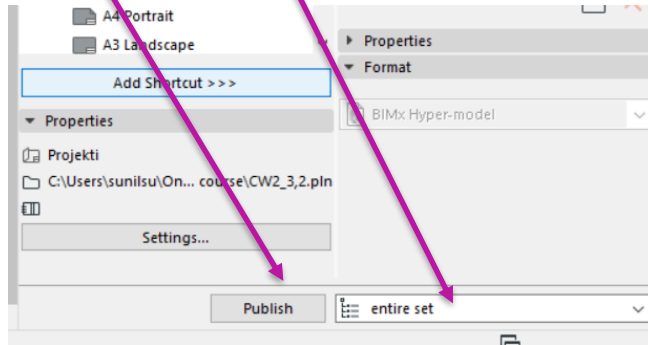 A4 Portrait
A3 Landscape
Add Shortcut >>>
Properties
Projekti
C:\Users\sunilsu\On... course\CW2_3,2.pln
Settings...
Properties
Format
BIMx Hyper-model
Publish
entire set